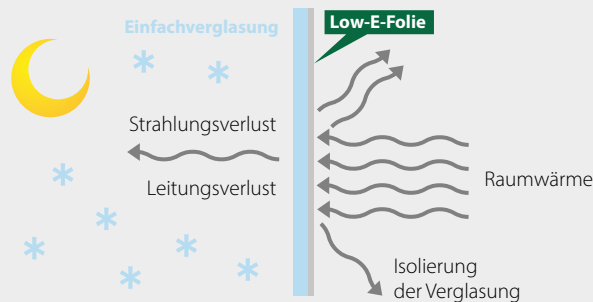 Einfachverglasung
Low-E-Folie
Strahlungsverlust
Leitungsverlust
Raumwärme
Isolierung
der Verglasung